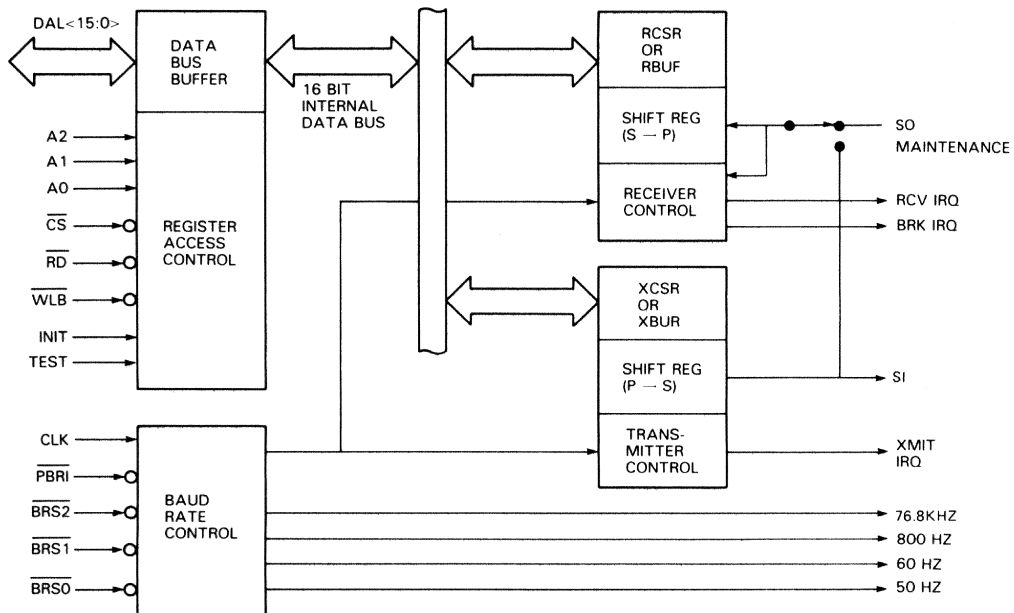 DAL<15:0>
DATA
BUS
BUFFER
16 BIT
INTERNAL
DATA BUS
RCSR
OR
RBUF
SHIFT REG
(S – P)
RECEIVER
CONTROL
SO
MAINTENANCE
RCV IRQ
BRK IRQ
A2
A1
A0
CS
RD
WLB
INIT
TEST
REGISTER
ACCESS
CONTROL
XCSR
OR
XBUR
SHIFT REG
(P – S)
TRANS-
MITTER
CONTROL
SI
XMIT
IRQ
CLK
PBRI
BRS2
BRS1
BRS0
BAUD
RATE
CONTROL
76.8KHZ
800 HZ
60 HZ
50 HZ